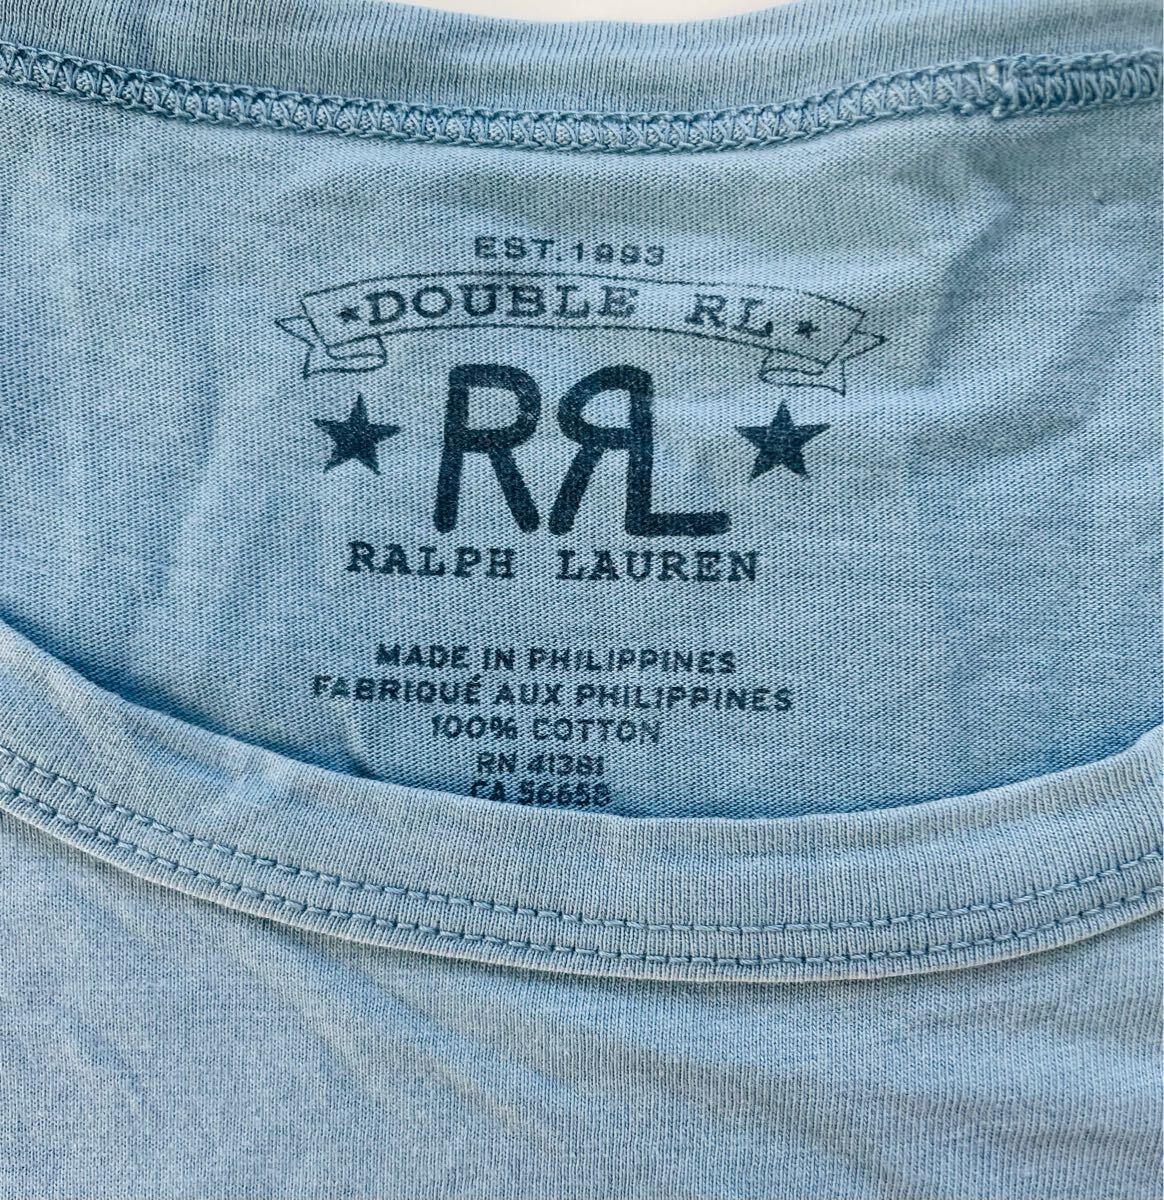 EST. 1993
★DOUBLE RL★
RRL
RALPH LAUREN
MADE IN PHILIPPINES
FABRIQUÉ AUX PHILIPPINES
100% COTTON
RN 41381
CA 56658